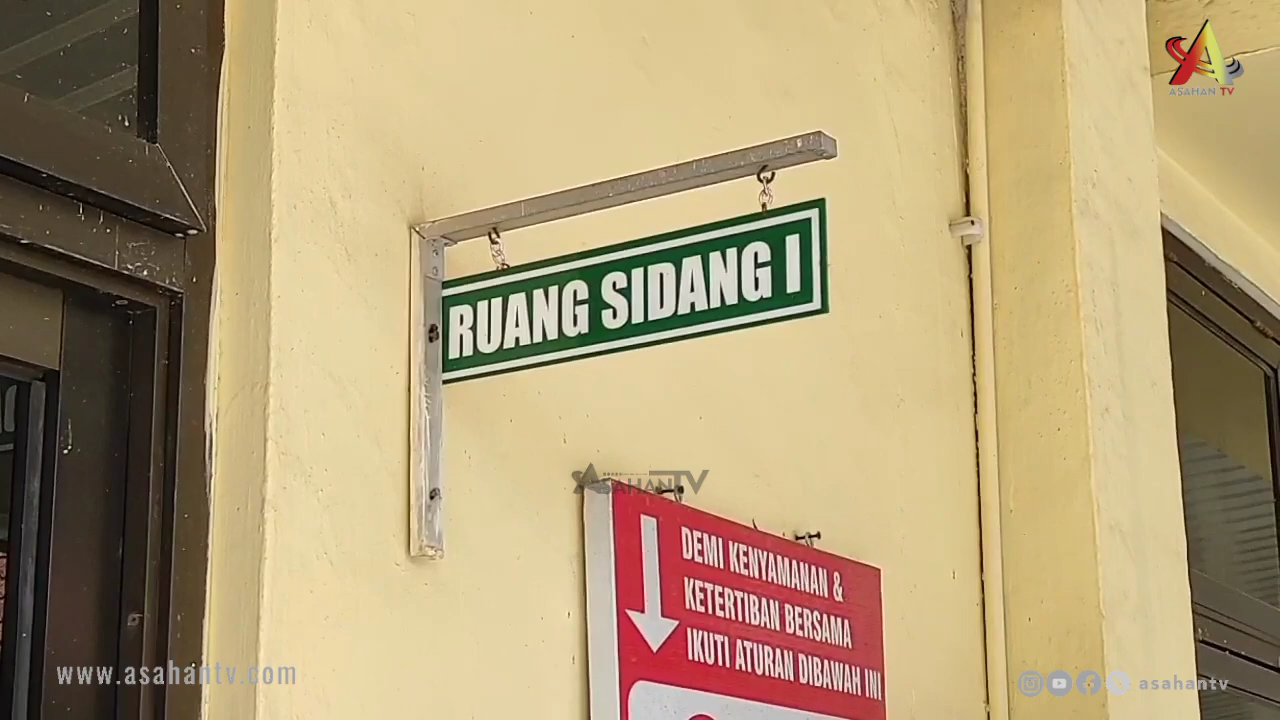 ASAHAN TV
RUANG SIDANG I
ASAHANTV
DEMI KENYAMANAN &
KETERTIBAN BERSAMA
IKUTI ATURAN DIBAWAH INI
www.asahantv.com
asahantv